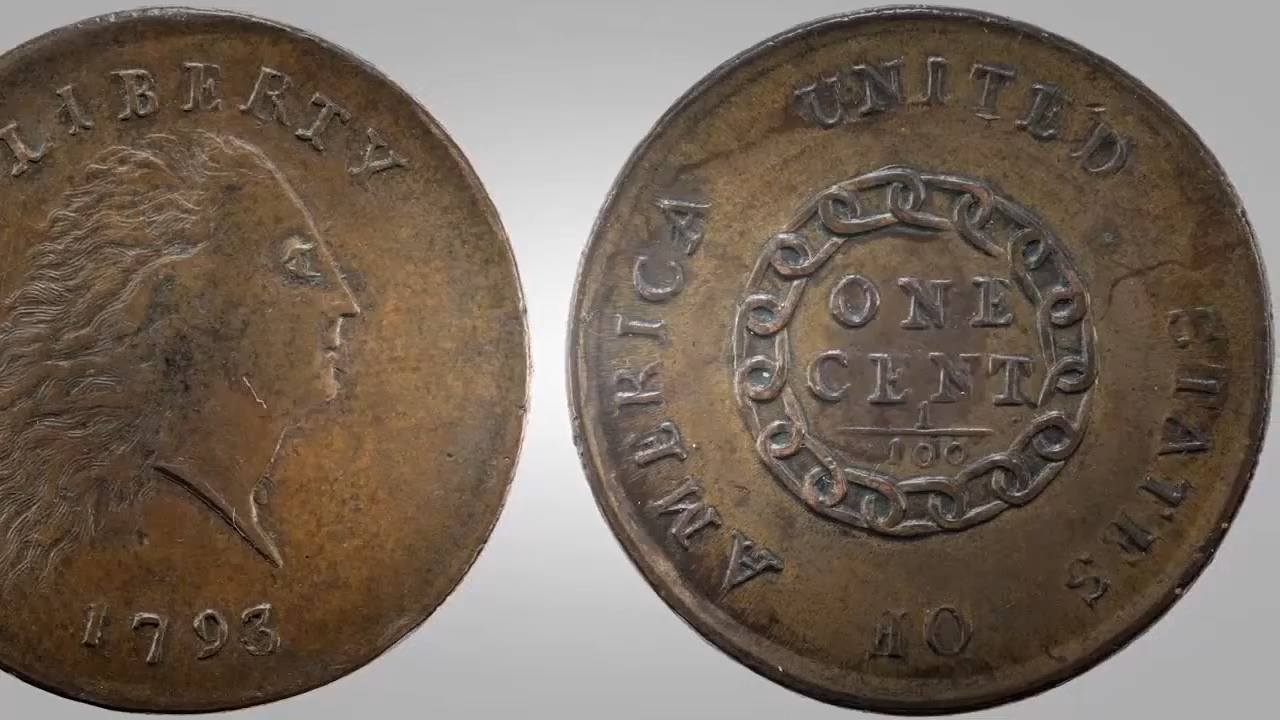 LIBERTY
1793
UNITED STATES OF AMERICA
ONE
CENT
1
100